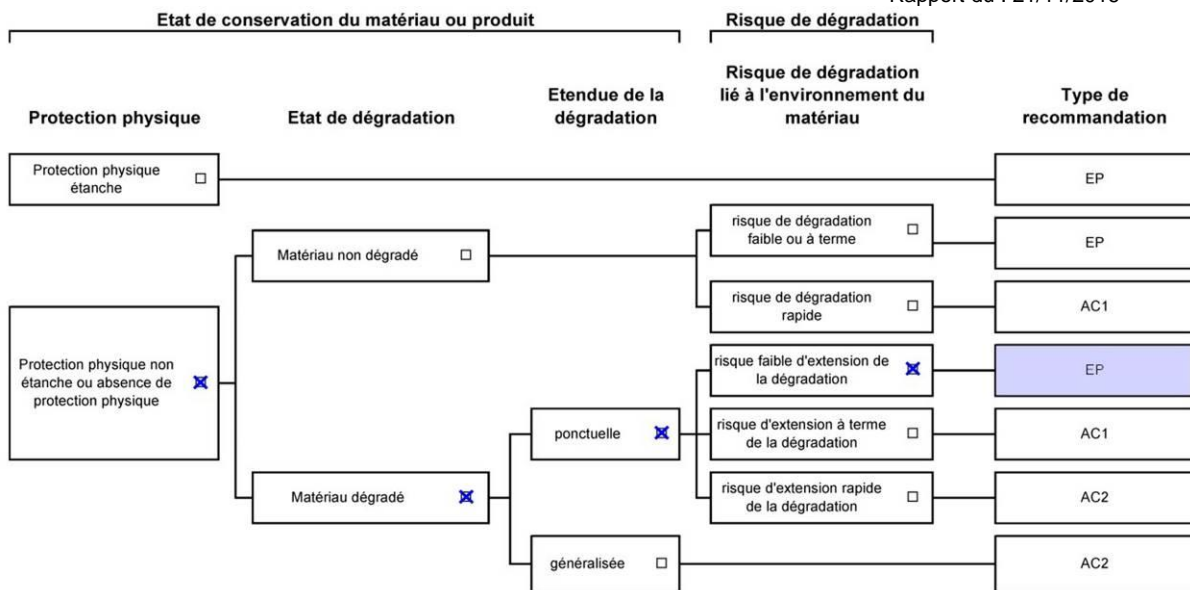 Etat de conservation du matériau ou produit
Risque de dégradation
Protection physique
Etat de dégradation
Etendue de la
dégradation
Risque de dégradation
lié à l'environnement du
matériau
Type de
recommandation
Protection physique
étanche
EP
risque de dégradation
faible ou à terme
EP
Matériau non dégradé
risque de dégradation
rapide
AC1
Protection physique non
étanche ou absence de
protection physique
risque faible d'extension de
la dégradation
EP
ponctuelle
risque d'extension à terme
de la dégradation
AC1
Matériau dégradé
risque d'extension rapide
de la dégradation
AC2
généralisée
AC2